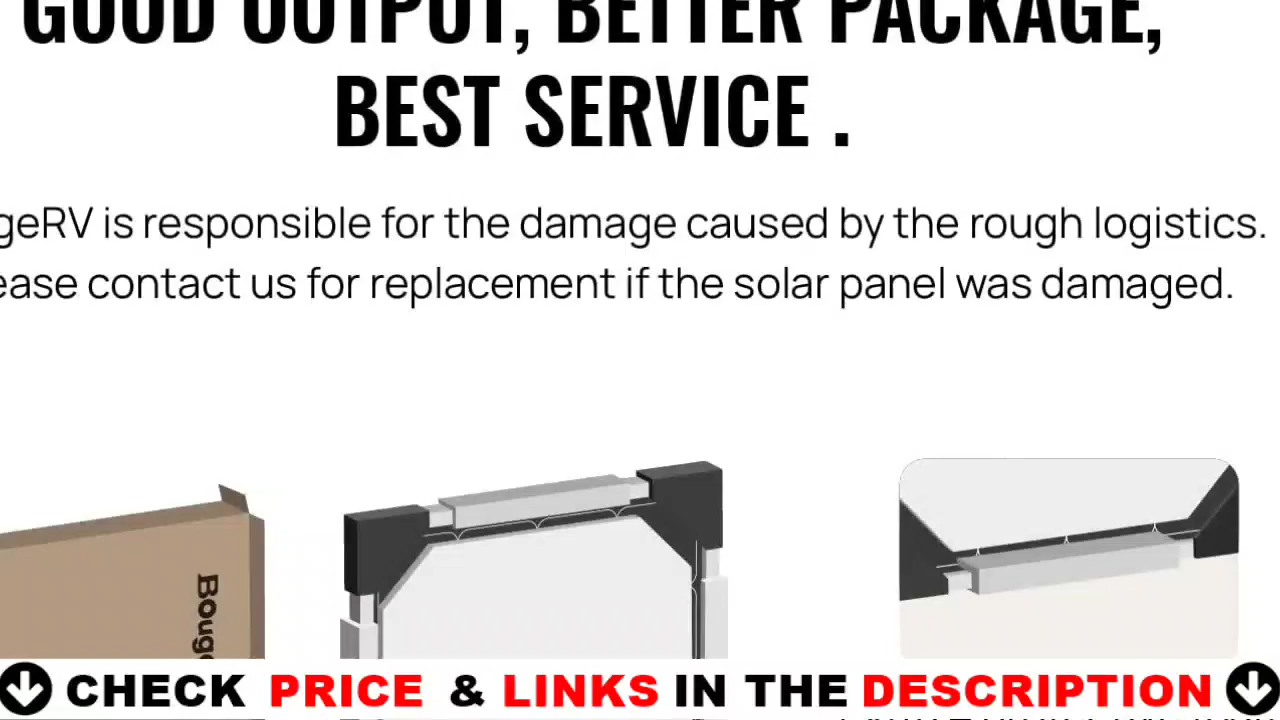 GOOD OUTPUT, BETTER PACKAGE,
BEST SERVICE .
geRV is responsible for the damage caused by the rough logistics.
ease contact us for replacement if the solar panel was damaged.
Bouge
CHECK PRICE & LINKS IN THE DESCRIPTION